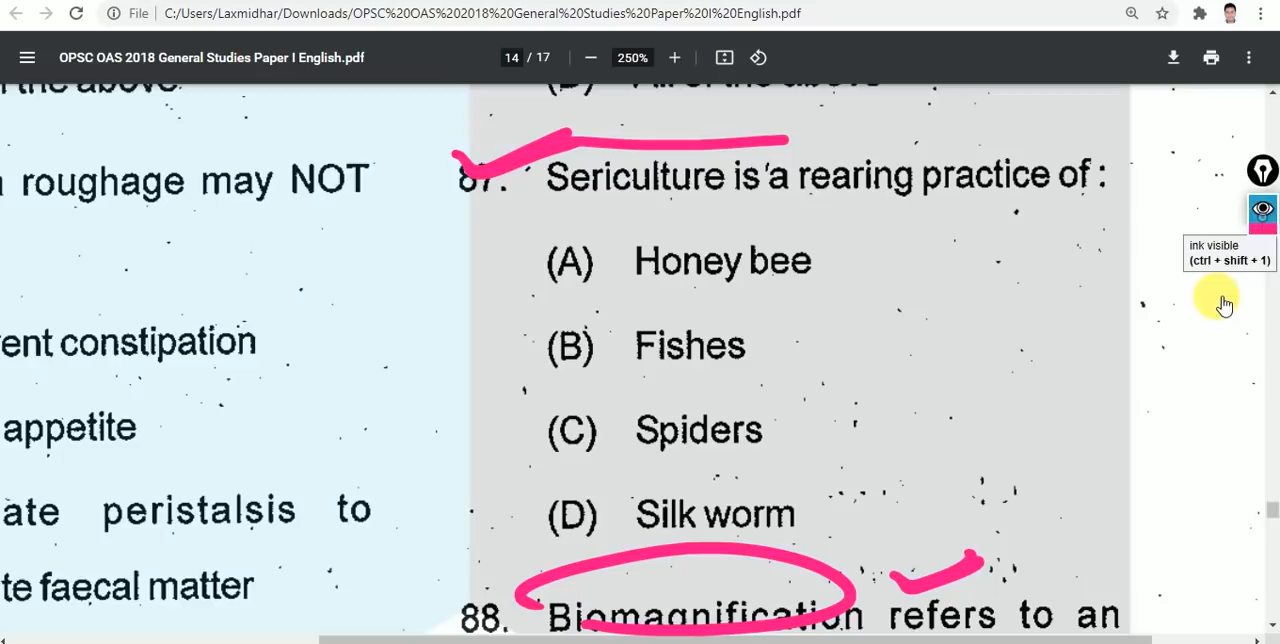 File
C:/Users/Laxmidhar/Downloads/OPSC%20OAS%202018%20General%20Studies%20Paper%20I%20English.pdf
OPSC OAS 2018 General Studies Paper I English.pdf
14 / 17
250%
roughage may NOT
ent constipation
appetite
ate peristalsis to
te faecal matter
87. Sericulture is a rearing practice of :
(A) Honey bee
(B) Fishes
(C) Spiders
(D) Silk worm
88. Biomagnification refers to an
ink visible
(ctrl + shift + 1)